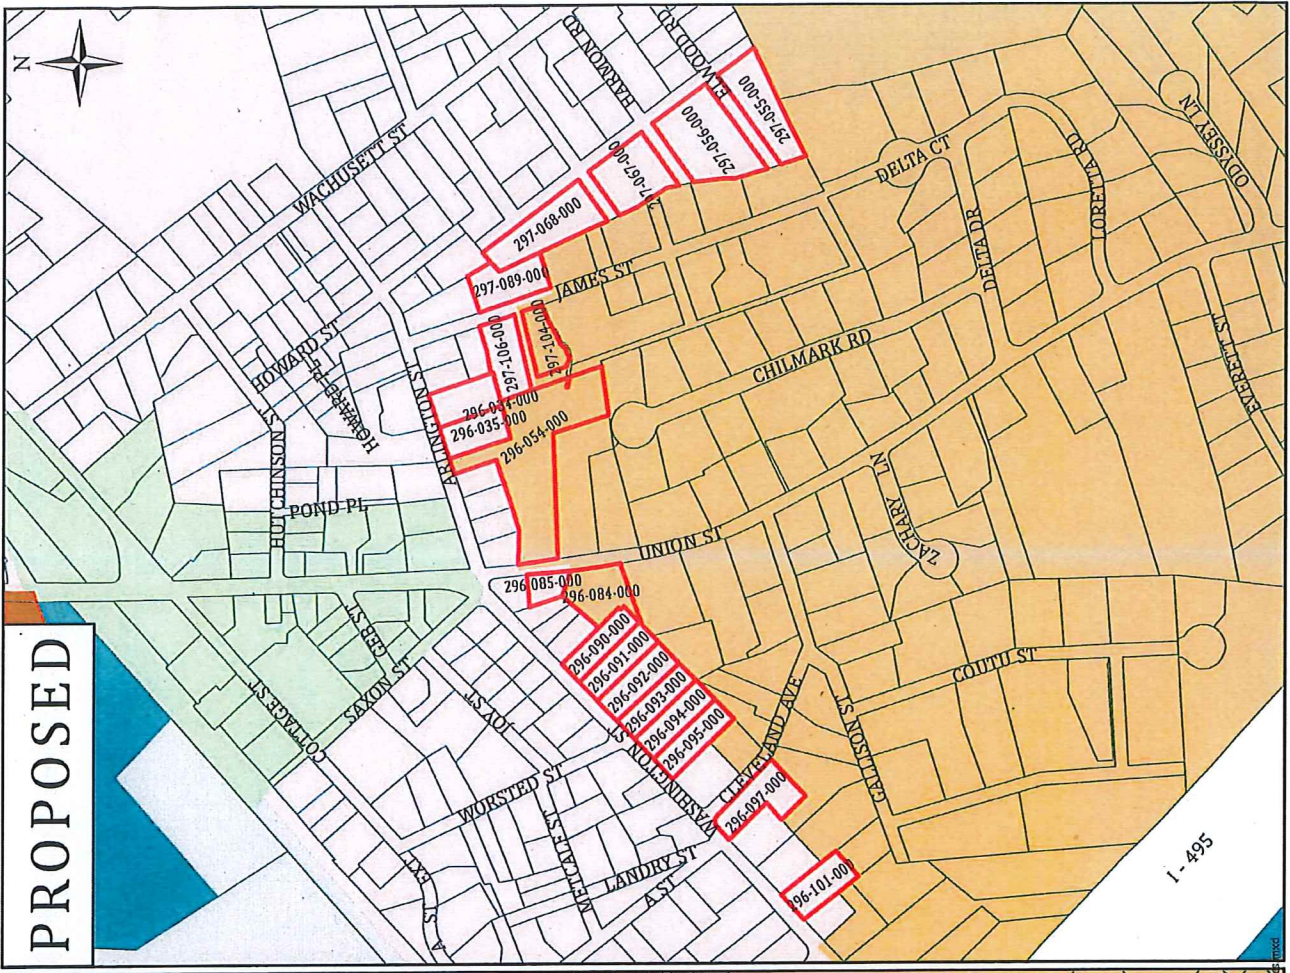 PROPOSED
N
HARMON RD
ELWOOD RD
WACHUSETT ST
297-055-000
297-056-000
297-067-000
297-068-000
297-089-000
JAMES ST
DELTA CT
LORETTA RD
ODYSSEY LN
DELTA DR
HOWARD ST
HOWARD PL
HUTCHINSON ST
POND PL
ARLINGTON ST
297-106-000
297-104-000
296-034-000
296-035-000
296-054-000
CHILMARK RD
EVERETT ST
UNION ST
ZACHARY LN
296-085-000
296-084-000
296-090-000
296-091-000
296-092-000
296-093-000
296-094-000
296-095-000
296-097-000
296-101-000
COTTAGE ST
SAXON ST
JOY ST
WORSTED ST
METCALF ST
LANDRY ST
A ST
A ST EXT
WASHINGTON ST
CLEVELAND AVE
GALLISON ST
COUTU ST
I - 495